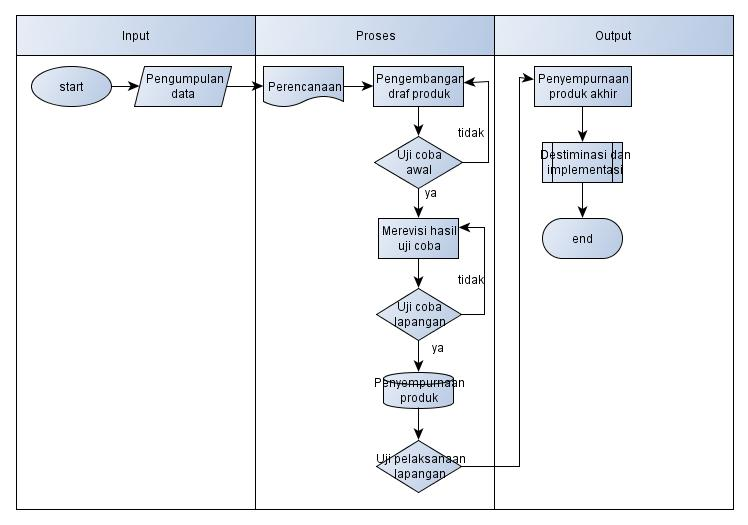 Input
Proses
Output
start
Pengumpulan
data
Perencanaan
Pengembangan
draf produk
tidak
Uji coba
awal
ya
Merevisi hasil
uji coba
tidak
Uji coba
lapangan
ya
Penyempurnaan
produk
Uji pelaksanaan
lapangan
Penyempurnaan
produk akhir
Destiminasi dan
implementasi
end